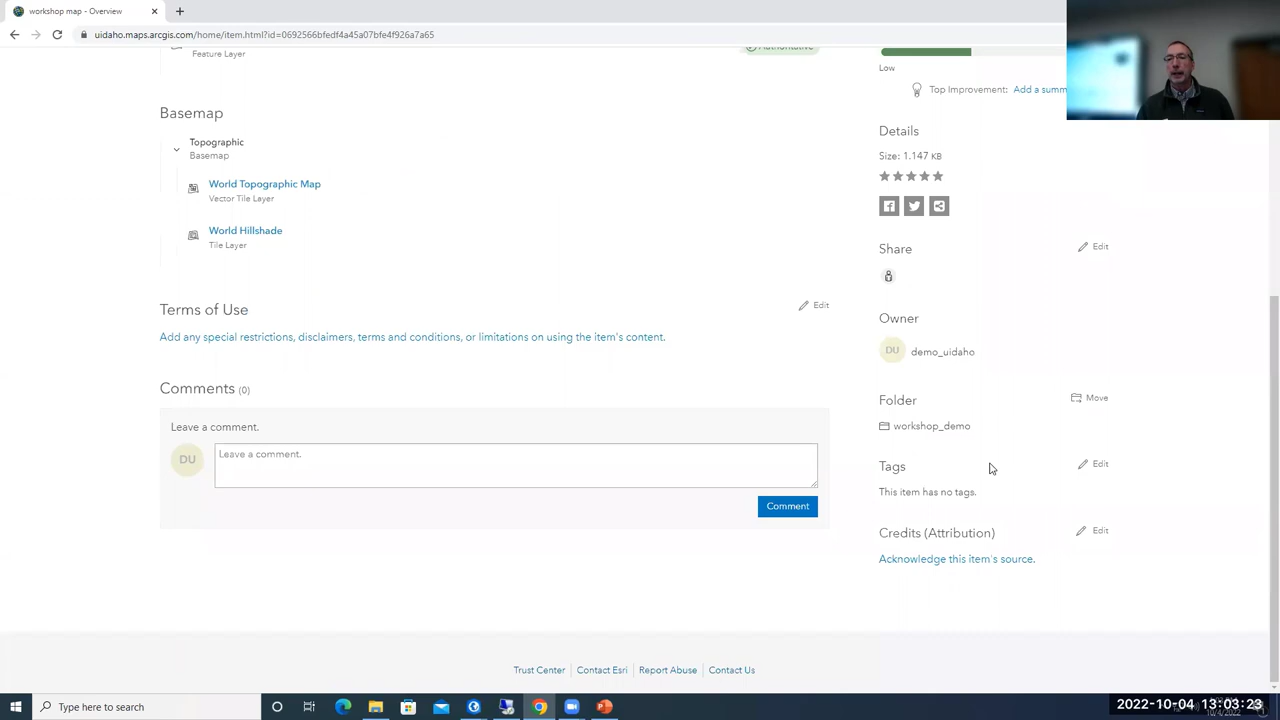 workshop map - Overview
uidaho.maps.arcgis.com/home/item.html?id=0692566bfedf4a45a07bfe4f926a7a65
Feature Layer
Authoritative
Low
Top Improvement: Add a summ
Basemap
Topographic
Basemap
World Topographic Map
Vector Tile Layer
World Hillshade
Tile Layer
Terms of Use
Edit
Add any special restrictions, disclaimers, terms and conditions, or limitations on using the item's content.
Comments (0)
Leave a comment.
DU
Leave a comment.
Comment
Details
Size: 1.147 KB
Share
Edit
Owner
DU
demo_uidaho
Folder
Move
workshop_demo
Tags
Edit
This item has no tags.
Credits (Attribution)
Edit
Acknowledge this item's source.
Trust Center
Contact Esri
Report Abuse
Contact Us
Type here to search
2022-10-04 13:03:23